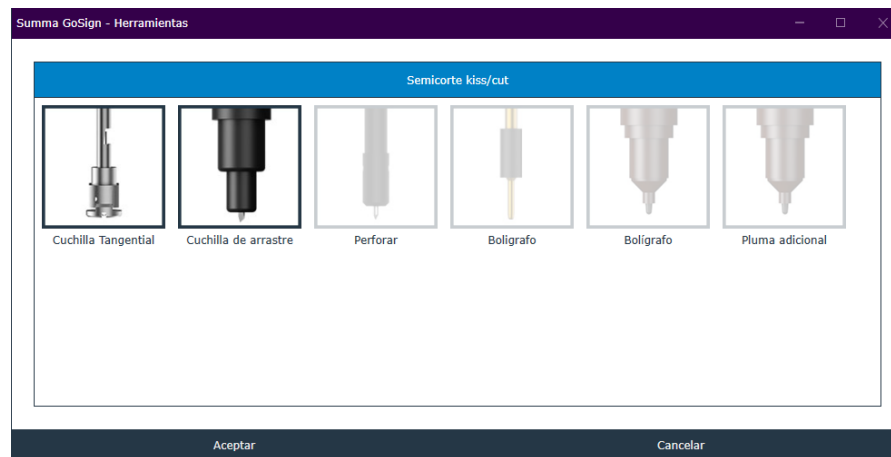 Summa GoSign - Herramientas
Semicorte kiss/cut
Cuchilla Tangential
Cuchilla de arrastre
Perforar
Boligrafo
Bolígrafo
Pluma adicional
Aceptar
Cancelar